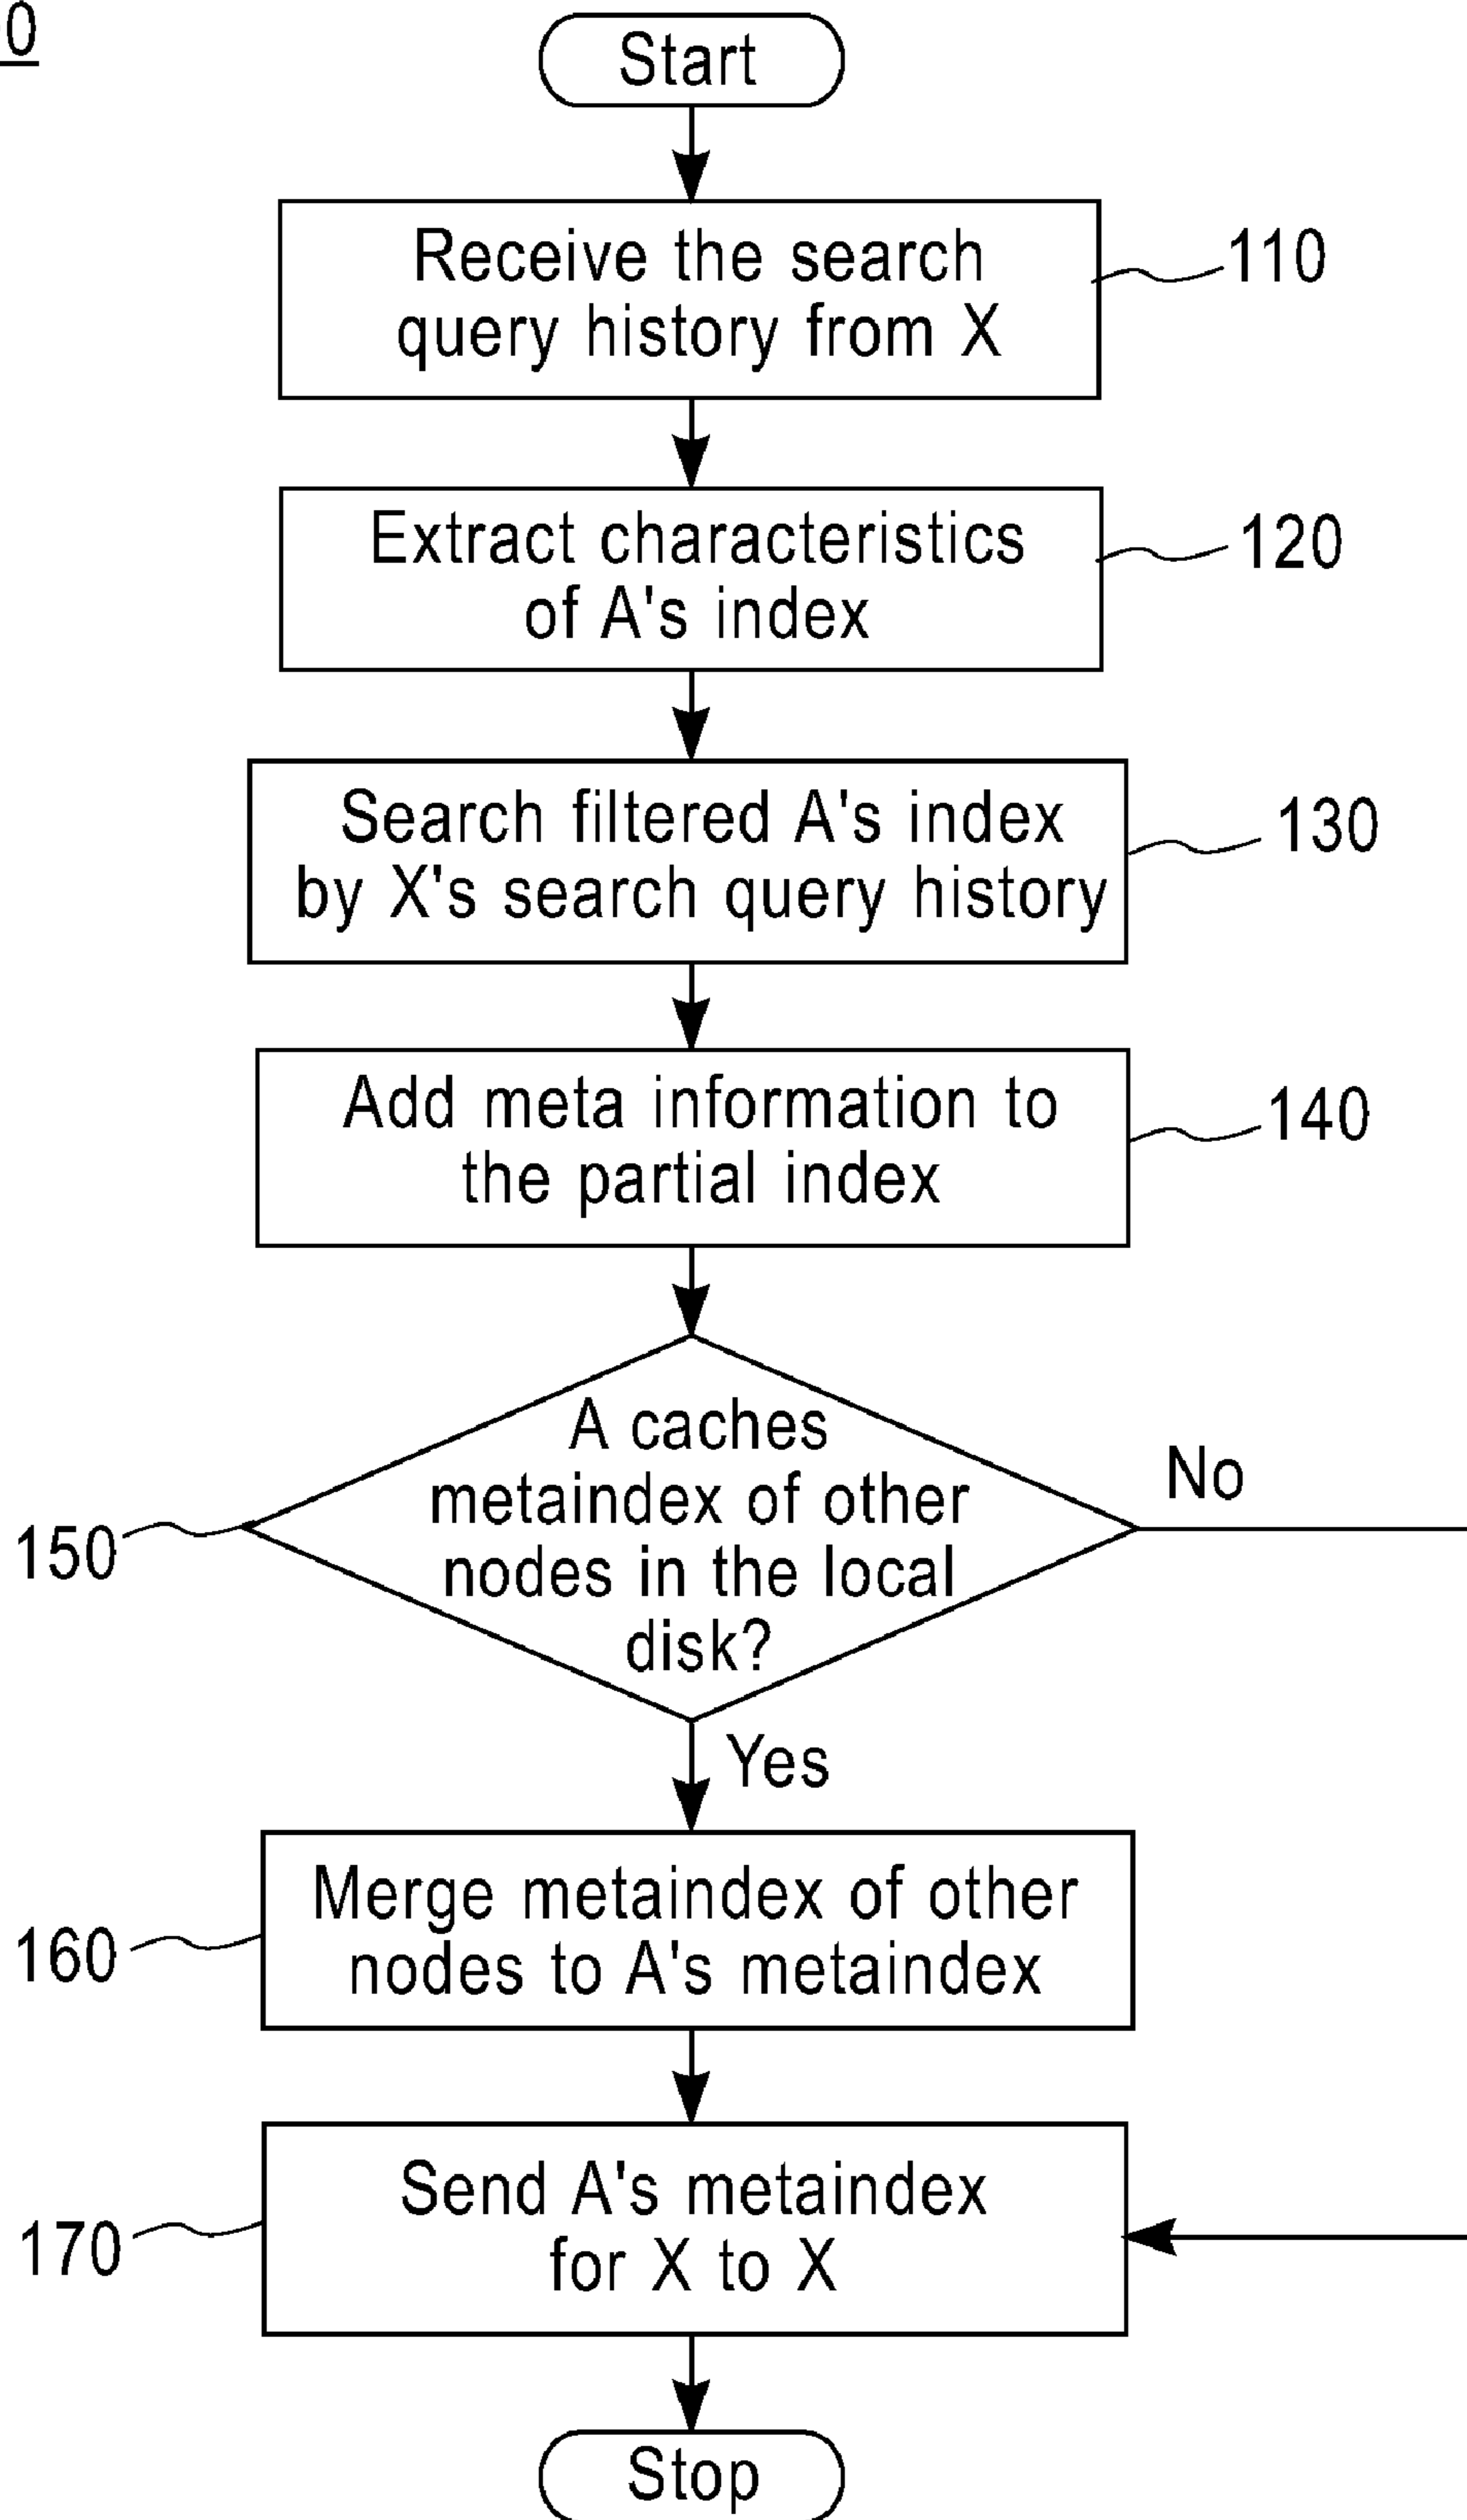 0
Start
Receive the search
query history from X
110
Extract characteristics
of A's index
120
Search filtered A's index
by X's search query history
130
Add meta information to
the partial index
140
A caches
metaindex of other
nodes in the local
disk?
150
No
Yes
Merge metaindex of other
nodes to A's metaindex
160
Send A's metaindex
for X to X
170
Stop